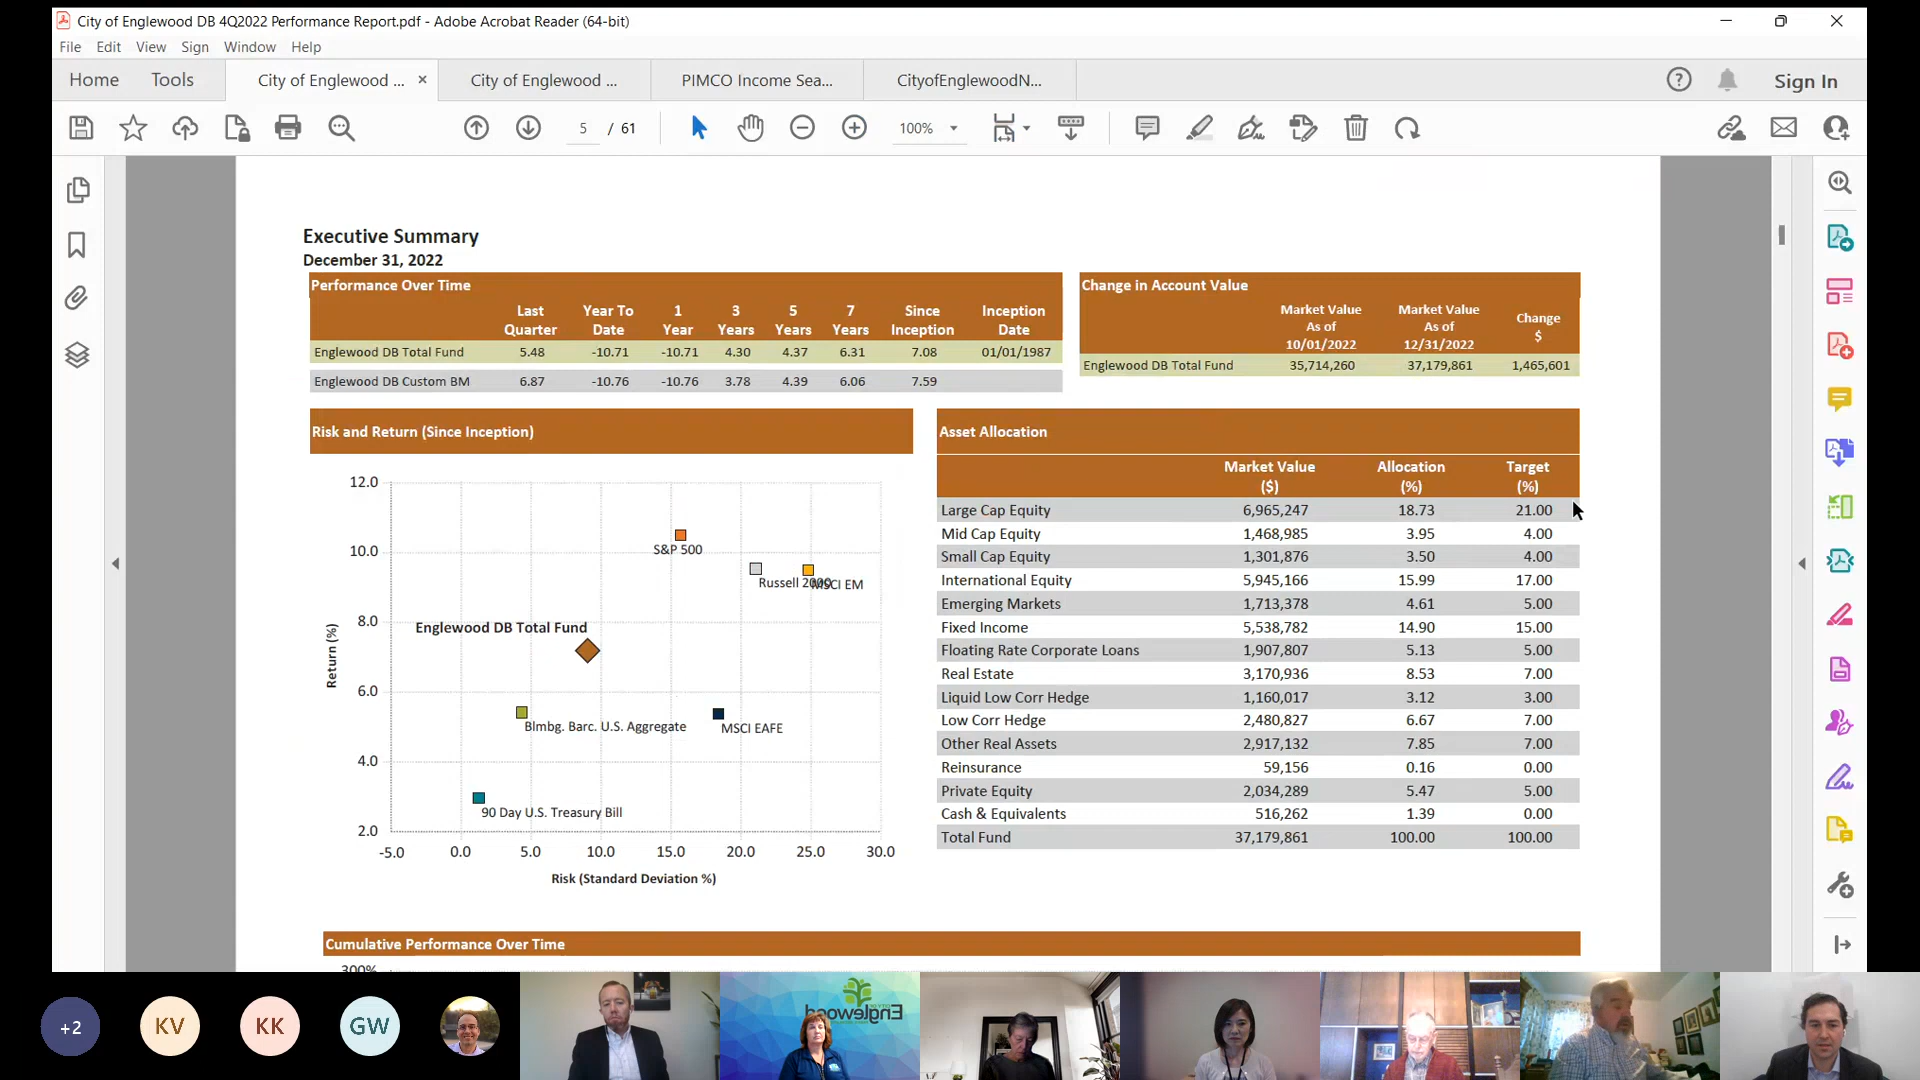 City of Englewood DB 4Q2022 Performance Report.pdf - Adobe Acrobat Reader (64-bit)
File Edit View Sign Window Help
Home Tools City of Englewood ... × City of Englewood ... PIMCO Income Sea... CityofEnglewoodN... Sign In
5 / 61 100%
Executive Summary
December 31, 2022
Performance Over Time
Last Quarter Year To Date 1 Year 3 Years 5 Years 7 Years Since Inception Inception Date
Englewood DB Total Fund 5.48 -10.71 -10.71 4.30 4.37 6.31 7.08 01/01/1987
Englewood DB Custom BM 6.87 -10.76 -10.76 3.78 4.39 6.06 7.59
Change in Account Value
Market Value As of 10/01/2022 Market Value As of 12/31/2022 Change $
Englewood DB Total Fund 35,714,260 37,179,861 1,465,601
Risk and Return (Since Inception)
12.0
10.0
8.0
6.0
4.0
2.0
Return (%)
S&P 500
Russell 2000
MSCI EM
Englewood DB Total Fund
Blmbg. Barc. U.S. Aggregate
MSCI EAFE
90 Day U.S. Treasury Bill
-5.0 0.0 5.0 10.0 15.0 20.0 25.0 30.0
Risk (Standard Deviation %)
Asset Allocation
Market Value ($) Allocation (%) Target (%)
Large Cap Equity 6,965,247 18.73 21.00
Mid Cap Equity 1,468,985 3.95 4.00
Small Cap Equity 1,301,876 3.50 4.00
International Equity 5,945,166 15.99 17.00
Emerging Markets 1,713,378 4.61 5.00
Fixed Income 5,538,782 14.90 15.00
Floating Rate Corporate Loans 1,907,807 5.13 5.00
Real Estate 3,170,936 8.53 7.00
Liquid Low Corr Hedge 1,160,017 3.12 3.00
Low Corr Hedge 2,480,827 6.67 7.00
Other Real Assets 2,917,132 7.85 7.00
Reinsurance 59,156 0.16 0.00
Private Equity 2,034,289 5.47 5.00
Cash & Equivalents 516,262 1.39 0.00
Total Fund 37,179,861 100.00 100.00
Cumulative Performance Over Time
300%
+2 KV KK GW
Englewood